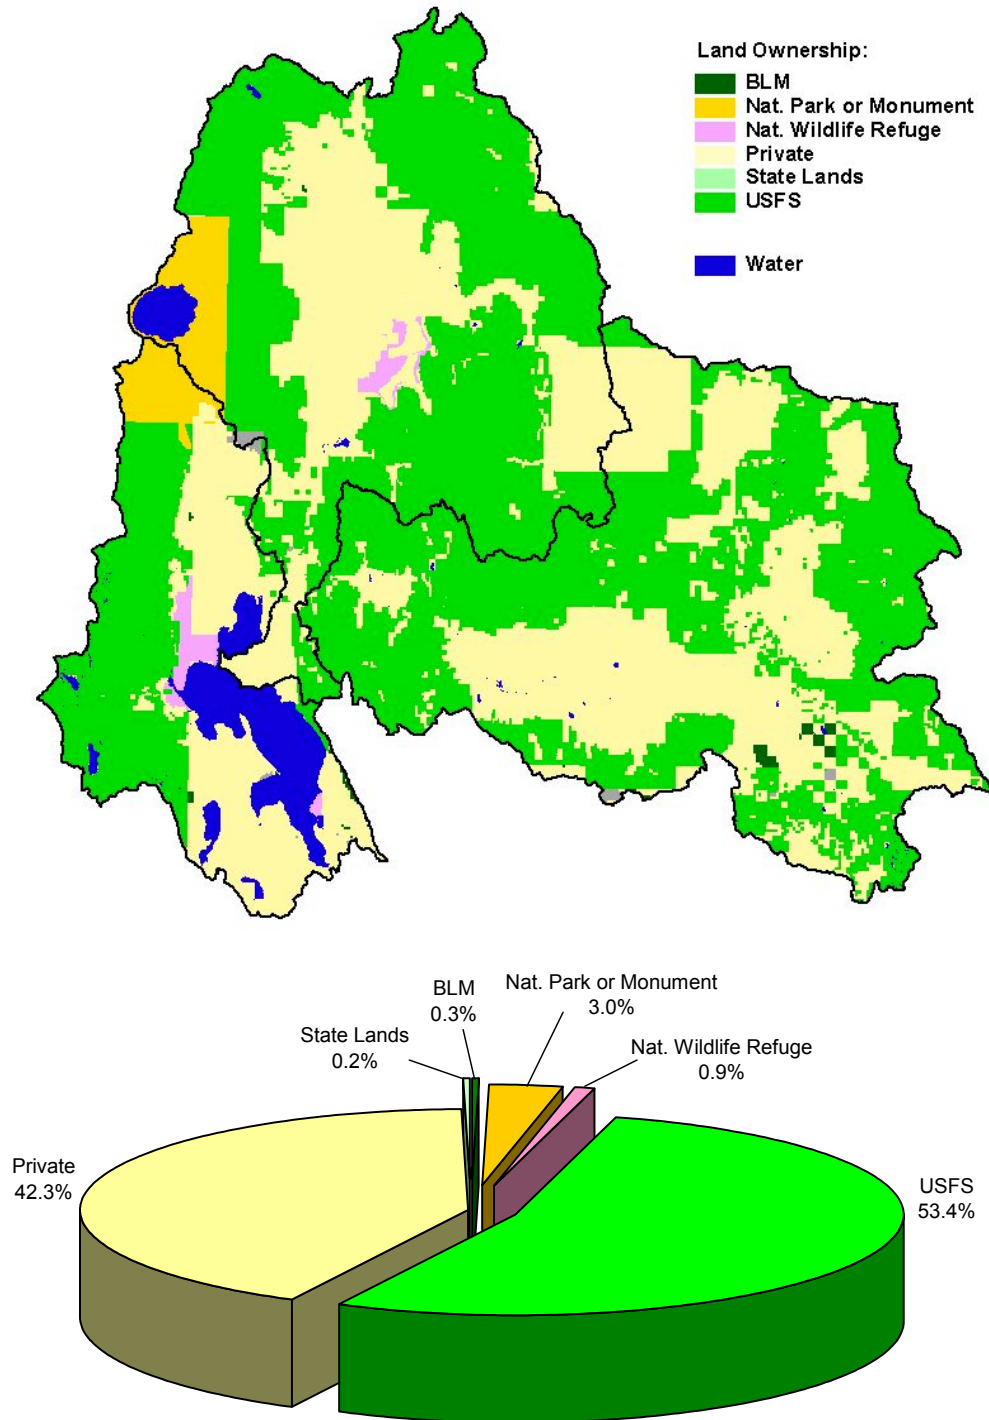 Land Ownership:
BLM
Nat. Park or Monument
Nat. Wildlife Refuge
Private
State Lands
USFS
Water
BLM
0.3%
Nat. Park or Monument
3.0%
State Lands
0.2%
Nat. Wildlife Refuge
0.9%
Private
42.3%
USFS
53.4%